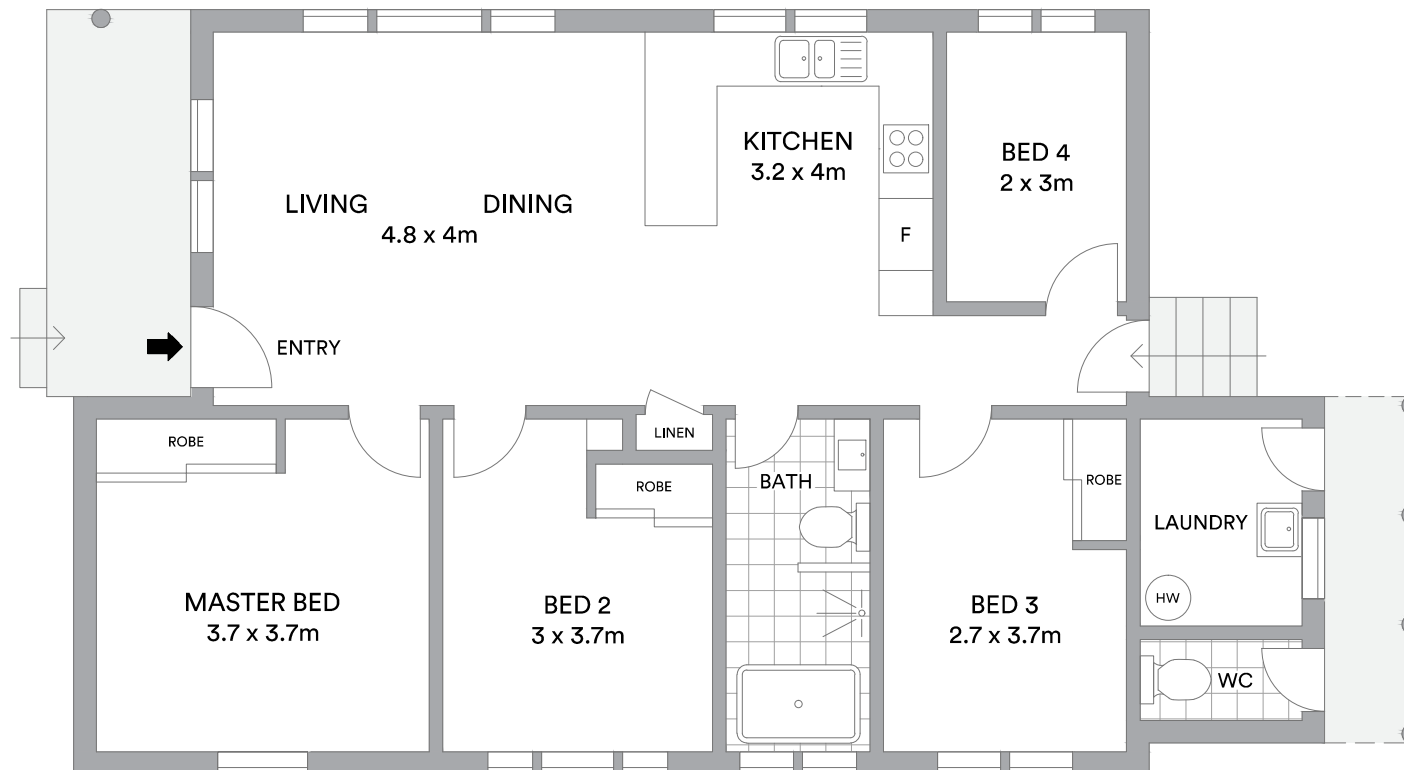 LIVING
DINING
4.8 x 4m
KITCHEN
3.2 x 4m
F
BED 4
2 x 3m
ENTRY
ROBE
MASTER BED
3.7 x 3.7m
LINEN
ROBE
BED 2
3 x 3.7m
BATH
ROBE
BED 3
2.7 x 3.7m
LAUNDRY
HW
WC